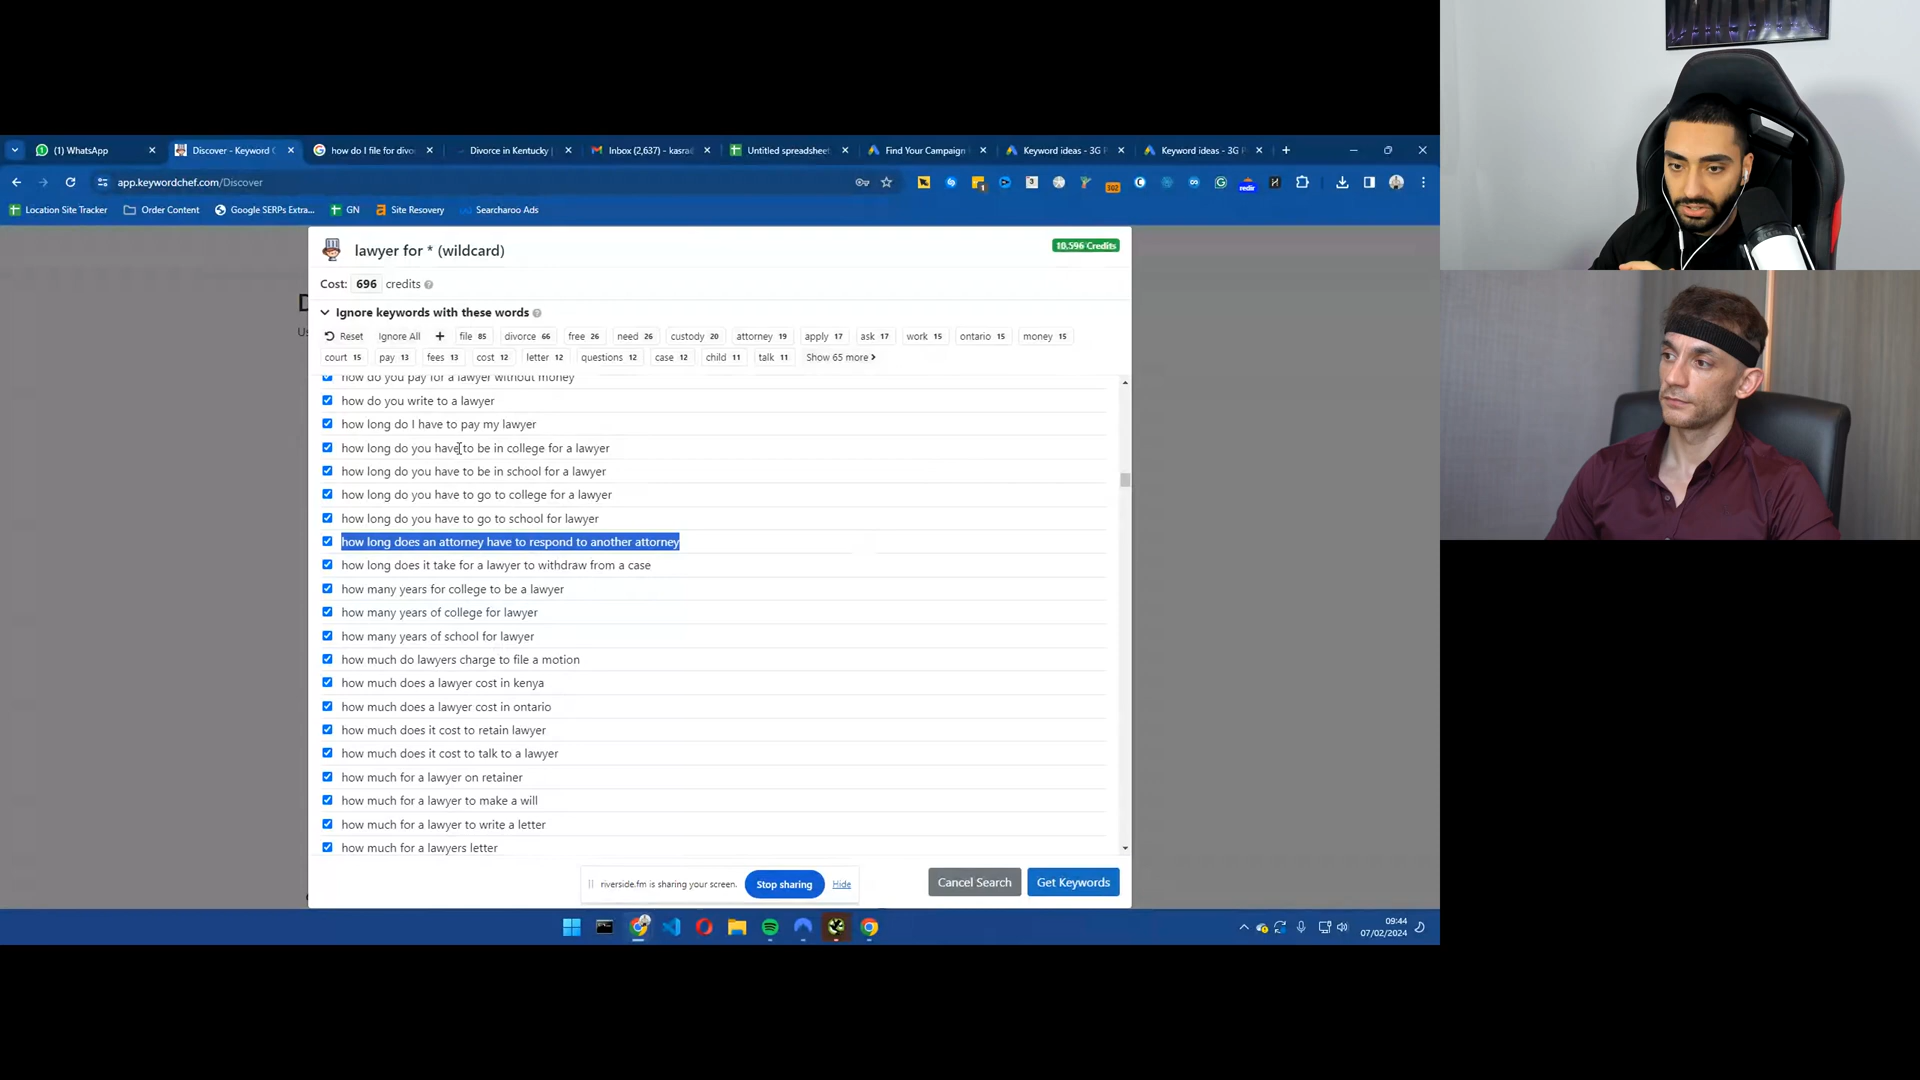 (1) WhatsApp
Discover - Keyword C
how do I file for divo
Divorce in Kentucky
Inbox (2,637) - kasra
Untitled spreadsheet
Find Your Campaign
Keyword ideas - 3G P
Keyword ideas - 3G P
app.keywordchef.com/Discover
Location Site Tracker
Order Content
Google SERPs Extra...
GN
Site Recovery
Searcharoo Ads
lawyer for * (wildcard)
10,596 Credits
Cost: 696 credits
Ignore keywords with these words
Reset Ignore All + file 85 divorce 66 free 26 need 26 custody 20 attorney 19 apply 17 ask 17 work 15 ontario 15 money 15
court 15 pay 13 fees 13 cost 12 letter 12 questions 12 case 12 child 11 talk 11 Show 65 more
how do you pay for a lawyer without money
how do you write to a lawyer
how long do I have to pay my lawyer
how long do you have to be in college for a lawyer
how long do you have to be in school for a lawyer
how long do you have to go to college for a lawyer
how long do you have to go to school for lawyer
how long does an attorney have to respond to another attorney
how long does it take for a lawyer to withdraw from a case
how many years for college to be a lawyer
how many years of college for lawyer
how many years of school for lawyer
how much do lawyers charge to file a motion
how much does a lawyer cost in kenya
how much does a lawyer cost in ontario
how much does it cost to retain lawyer
how much does it cost to talk to a lawyer
how much for a lawyer on retainer
how much for a lawyer to make a will
how much for a lawyer to write a letter
how much for a lawyers letter
riverside.fm is sharing your screen.
Stop sharing
Hide
Cancel Search
Get Keywords
09:44
07/02/2024